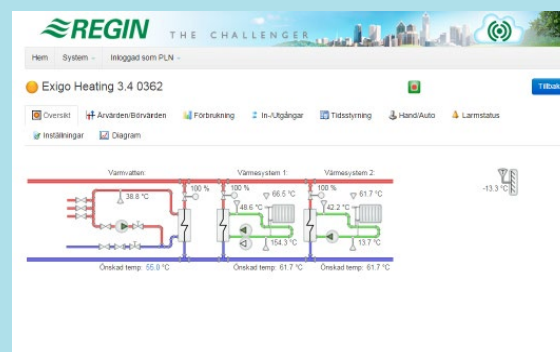 REGIN THE CHALLENGER
Hem System Inloggad som PLN
Exigo Heating 3.4 0362
Tillbaka
Översikt Ärvärden/Börvärden Förbrukning In-/Utgångar Tidsstyrning Hand/Auto Larmstatus
Inställningar Diagram
Varmvatten: Värmesystem 1: Värmesystem 2:
38.6 °C 100 % 100 % 66.5 °C 100 % 61.7 °C -13.3 °C
48.6 °C 42.2 °C
154.3 °C 13.7 °C
Önskad temp: 55.0 °C Önskad temp: 61.7 °C Önskad temp: 61.7 °C